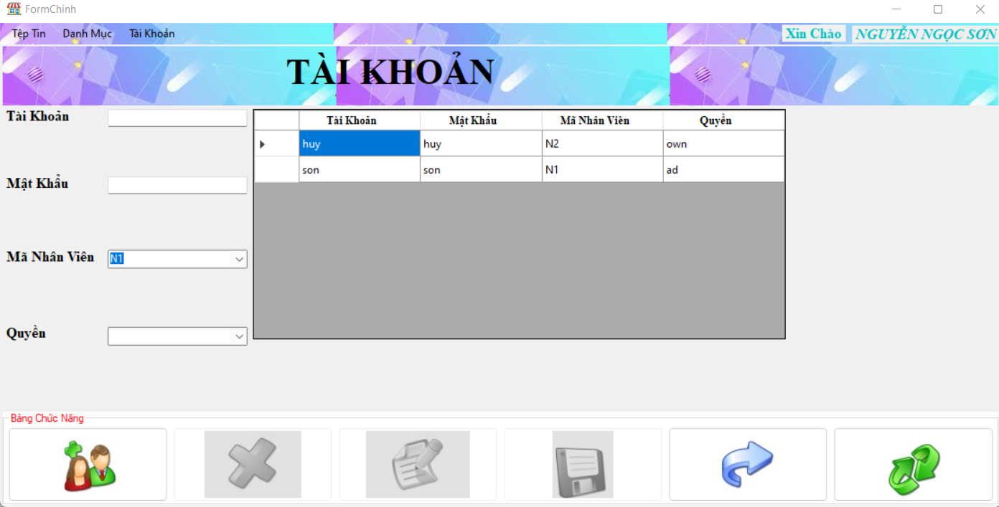 FormChinh
Tệp Tin Danh Mục Tài Khoản Xin Chào NGUYỄN NGỌC SƠN
TÀI KHOẢN
Tài Khoản
Mật Khẩu
Mã Nhân Viên N1
Quyền
Tài Khoản Mật Khẩu Mã Nhân Viên Quyền
huy huy N2 own
son son N1 ad
Bảng Chức Năng